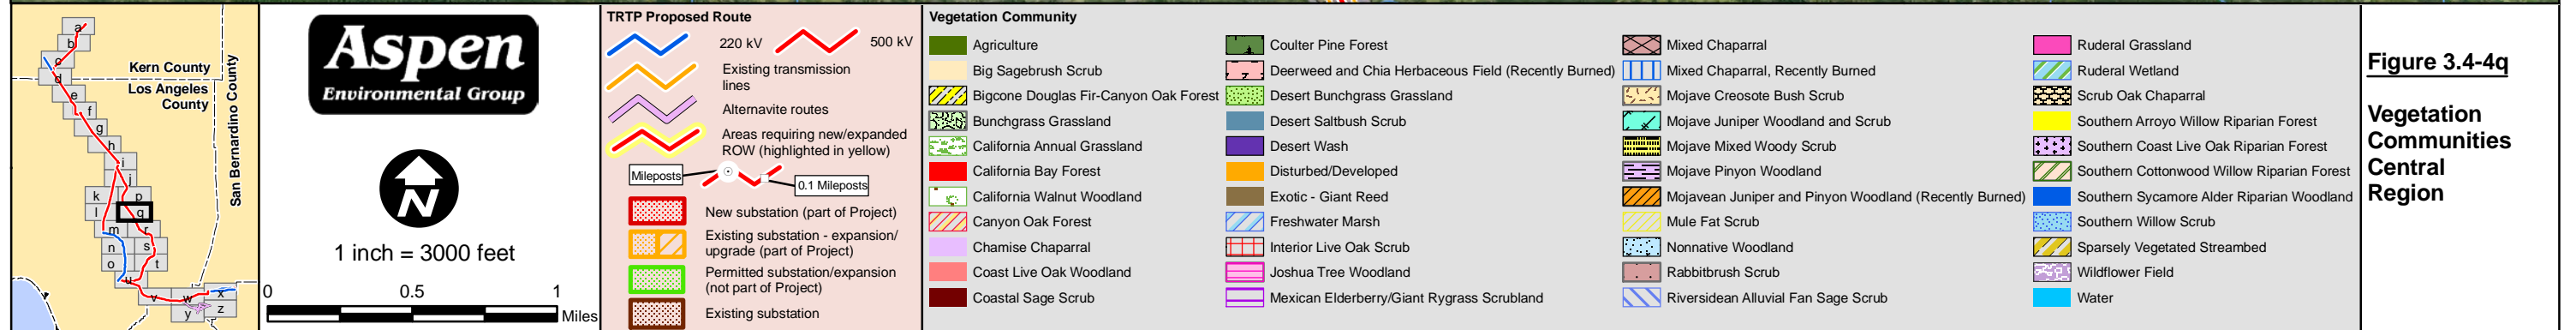 a
b
c
d
e
f
g
h
i
j
k
p
l
q
m
r
n
s
o
t
u
v
w
x
y
z
Kern County
Los Angeles
County
San Bernardino County
Aspen
Environmental Group
N
1 inch = 3000 feet
0
0.5
1
Miles
TRTP Proposed Route
220 kV
500 kV
Existing transmission
lines
Alternavite routes
Areas requiring new/expanded
ROW (highlighted in yellow)
Mileposts
0.1 Mileposts
New substation (part of Project)
Existing substation - expansion/
upgrade (part of Project)
Permitted substation/expansion
(not part of Project)
Existing substation
Vegetation Community
Agriculture
Big Sagebrush Scrub
Bigcone Douglas Fir-Canyon Oak Forest
Bunchgrass Grassland
California Annual Grassland
California Bay Forest
California Walnut Woodland
Canyon Oak Forest
Chamise Chaparral
Coast Live Oak Woodland
Coastal Sage Scrub
Coulter Pine Forest
Deerweed and Chia Herbaceous Field (Recently Burned)
Desert Bunchgrass Grassland
Desert Saltbush Scrub
Desert Wash
Disturbed/Developed
Exotic - Giant Reed
Freshwater Marsh
Interior Live Oak Scrub
Joshua Tree Woodland
Mexican Elderberry/Giant Rygrass Scrubland
Mixed Chaparral
Mixed Chaparral, Recently Burned
Mojave Creosote Bush Scrub
Mojave Juniper Woodland and Scrub
Mojave Mixed Woody Scrub
Mojave Pinyon Woodland
Mojavean Juniper and Pinyon Woodland (Recently Burned)
Mule Fat Scrub
Nonnative Woodland
Rabbitbrush Scrub
Riversidean Alluvial Fan Sage Scrub
Ruderal Grassland
Ruderal Wetland
Scrub Oak Chaparral
Southern Arroyo Willow Riparian Forest
Southern Coast Live Oak Riparian Forest
Southern Cottonwood Willow Riparian Forest
Southern Sycamore Alder Riparian Woodland
Southern Willow Scrub
Sparsely Vegetated Streambed
Wildflower Field
Water
Figure 3.4-4q
Vegetation
Communities
Central
Region